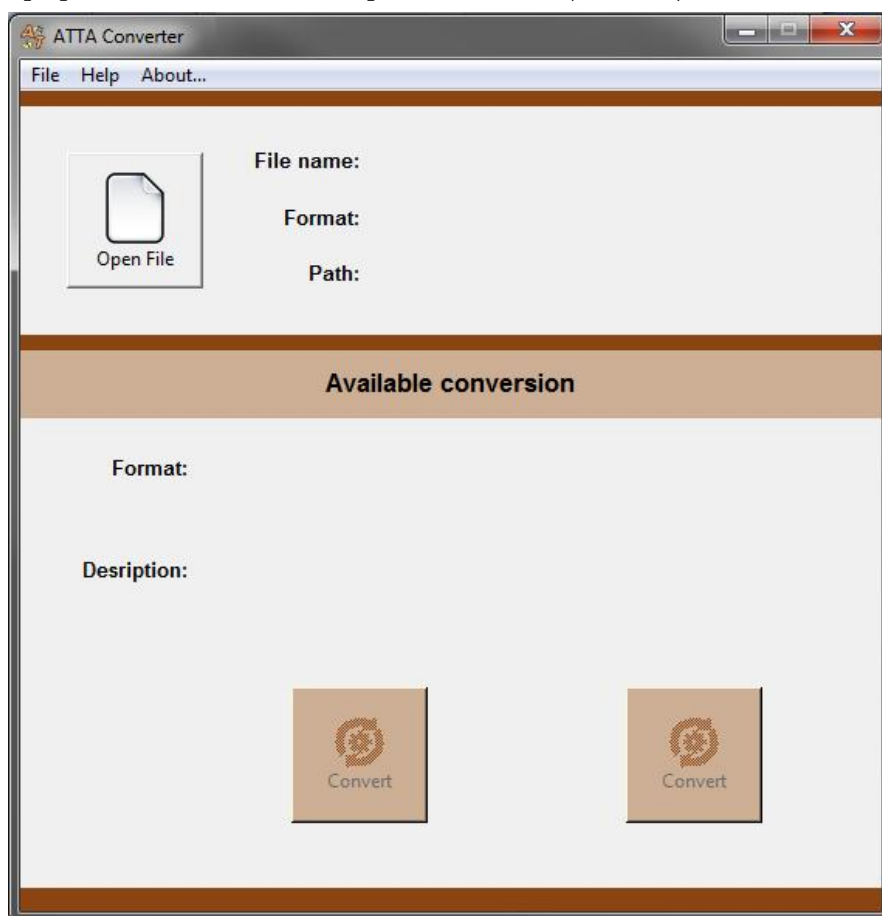 ATTA Converter
File Help About...
File name:
Format:
Open File
Path:
Available conversion
Format:
Desription:
Convert Convert